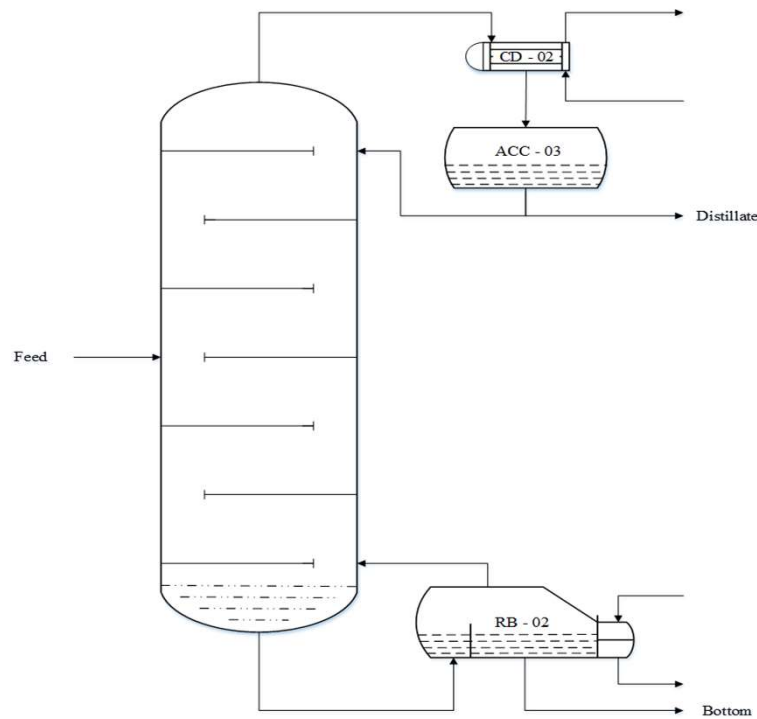 CD - 02
ACC - 03
Distillate
Feed
RB - 02
Bottom